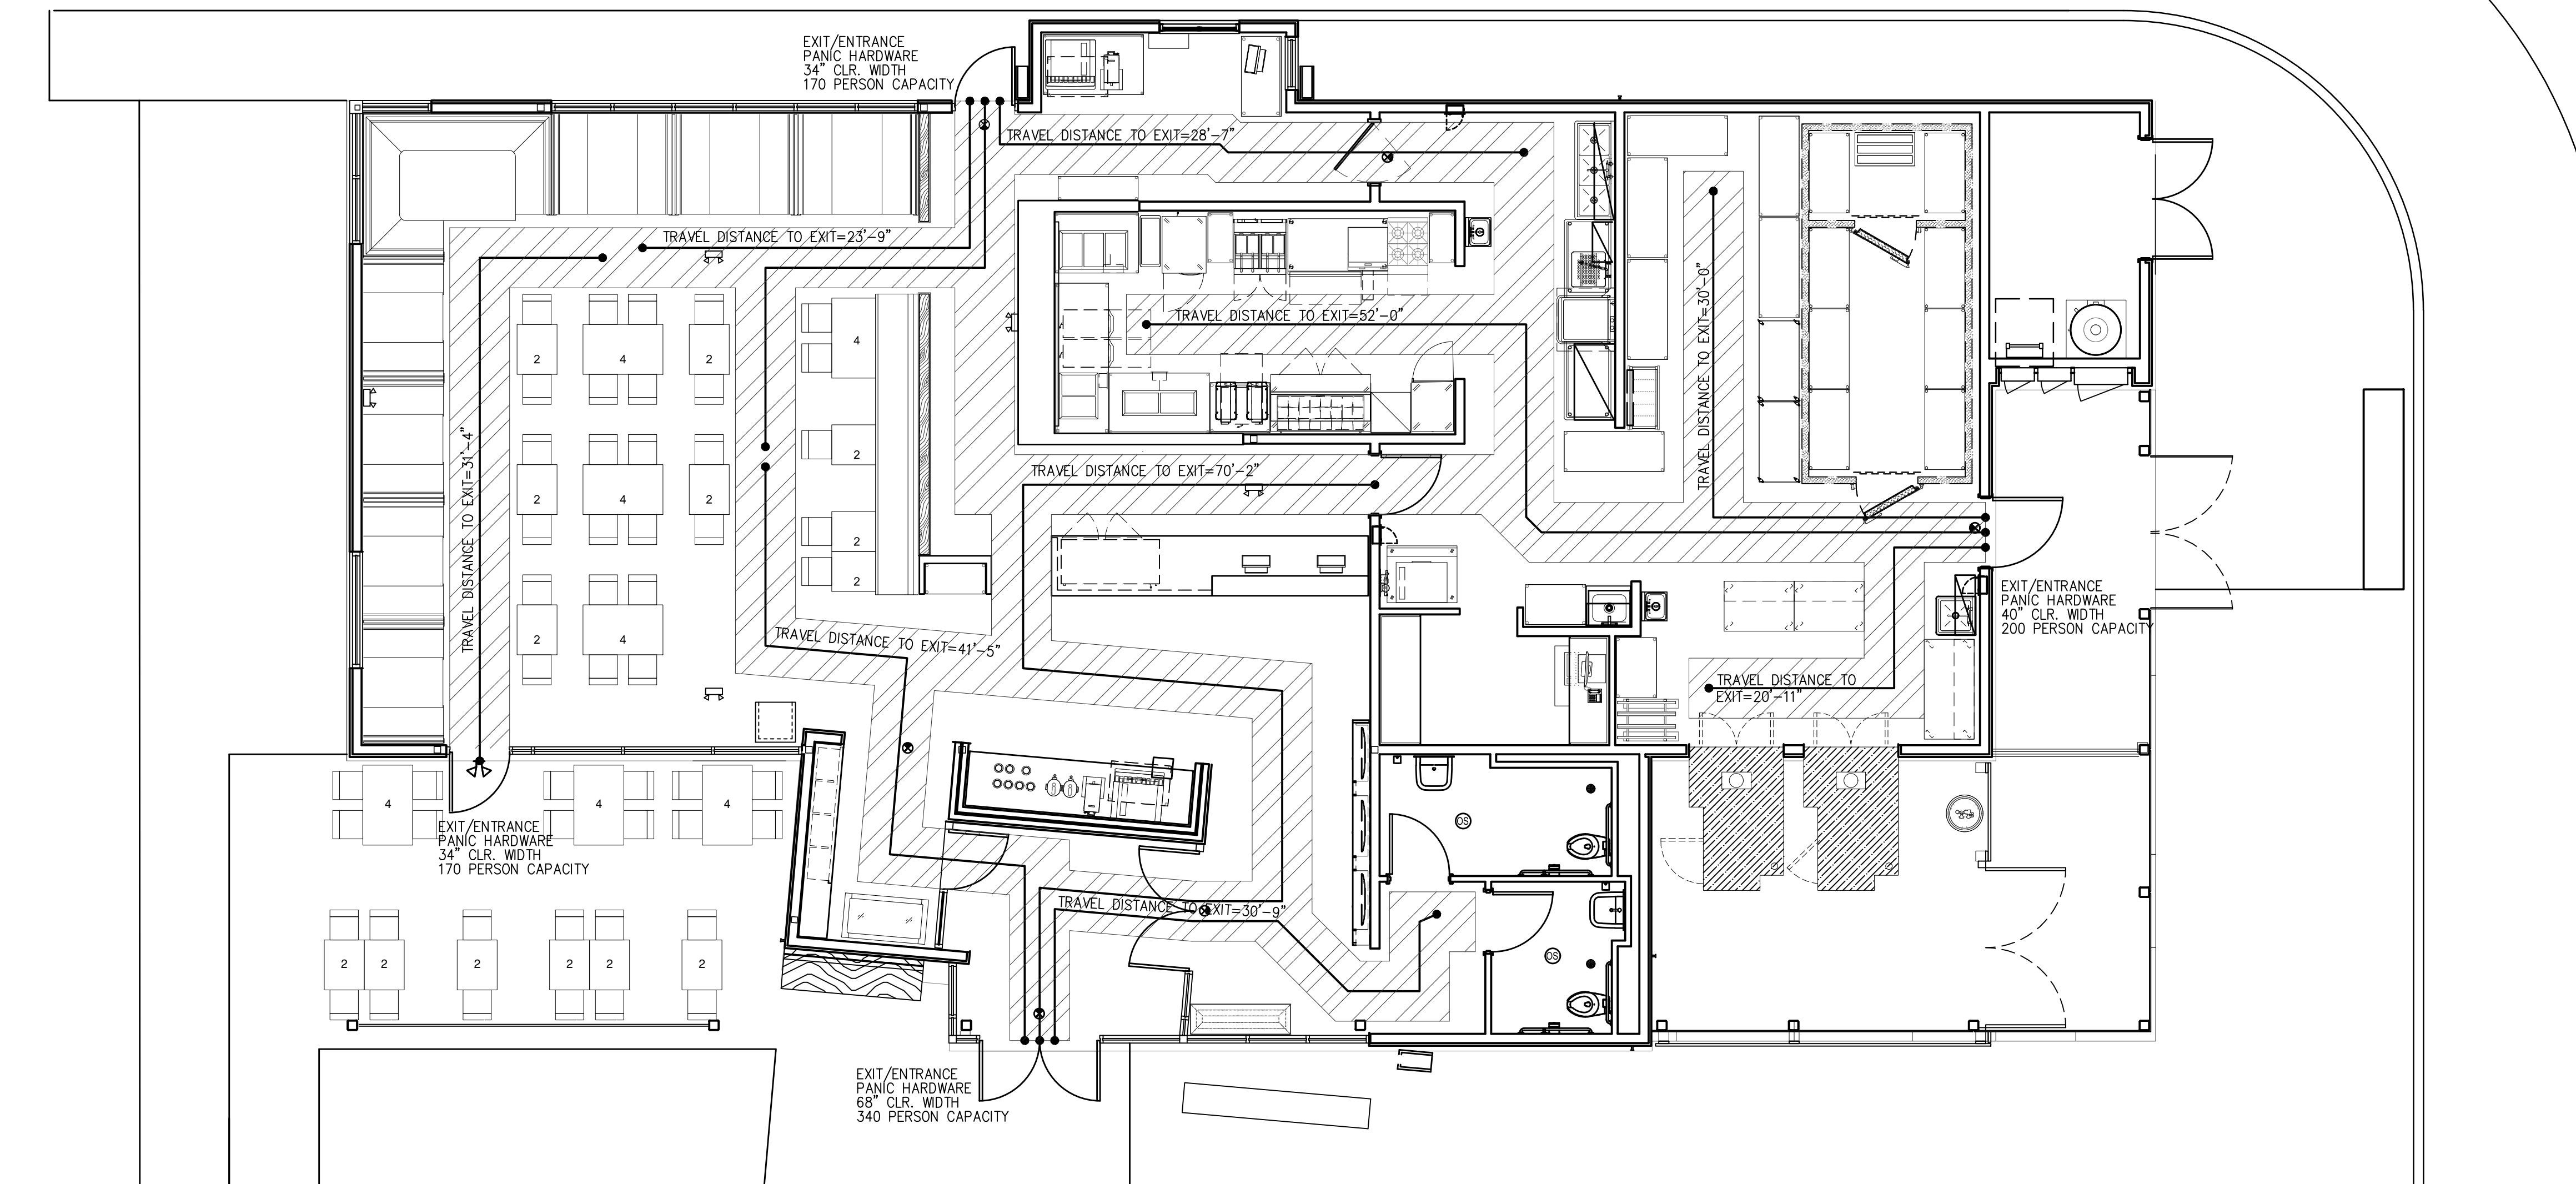 EXIT/ENTRANCE
PANIC HARDWARE
34" CLR. WIDTH
170 PERSON CAPACITY
TRAVEL DISTANCE TO EXIT=28'-7"
TRAVEL DISTANCE TO EXIT=23'-9"
TRAVEL DISTANCE TO EXIT=52'-0"
TRAVEL DISTANCE TO EXIT=30'-0"
TRAVEL DISTANCE TO EXIT=31'-4"
2
4
2
4
2
4
2
2
2
2
2
4
TRAVEL DISTANCE TO EXIT=70'-2"
TRAVEL DISTANCE TO EXIT=41'-5"
EXIT/ENTRANCE
PANIC HARDWARE
40" CLR. WIDTH
200 PERSON CAPACITY
TRAVEL DISTANCE TO
EXIT=20'-11"
4
4
4
EXIT/ENTRANCE
PANIC HARDWARE
34" CLR. WIDTH
170 PERSON CAPACITY
OS
TRAVEL DISTANCE TO EXIT=30'-9"
OS
2
2
2
2
2
2
EXIT/ENTRANCE
PANIC HARDWARE
68" CLR. WIDTH
340 PERSON CAPACITY